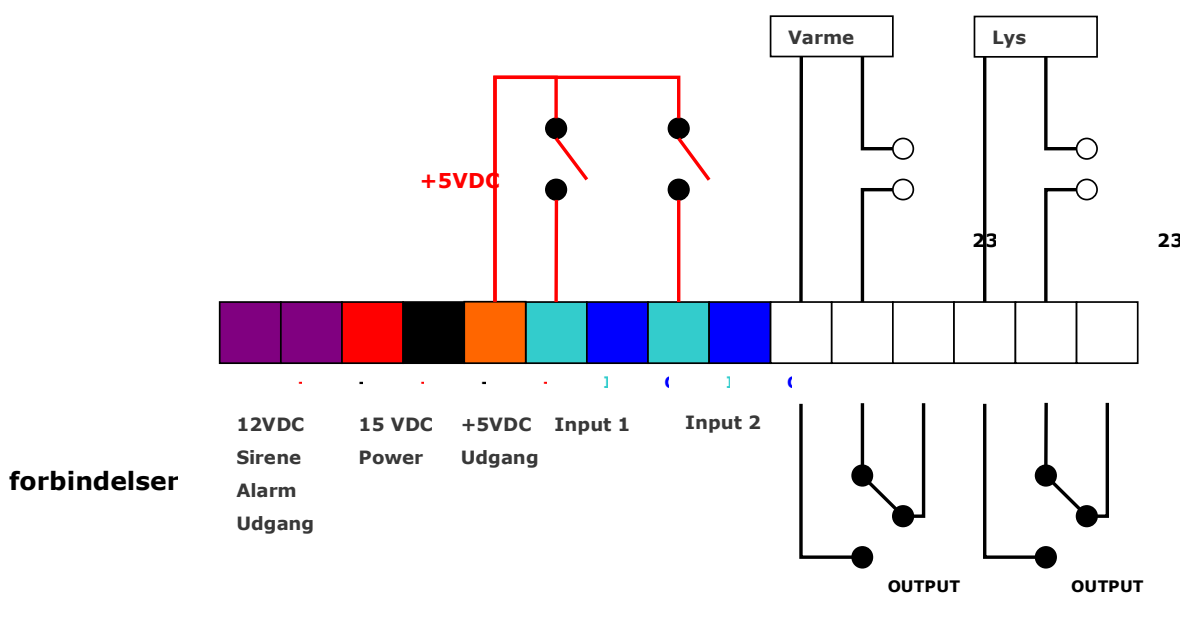 Varme
Lys
+5VDC
23
23
12VDC
Sirene
Alarm
Udgang
15 VDC
Power
+5VDC
Udgang
Input 1
Input 2
forbindelser
OUTPUT
OUTPUT